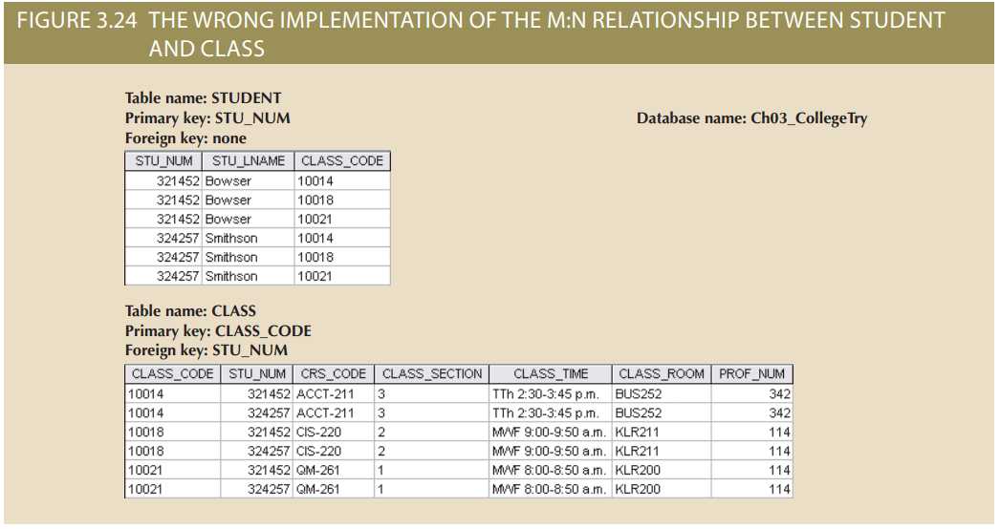 FIGURE 3.24 THE WRONG IMPLEMENTATION OF THE M:N RELATIONSHIP BETWEEN STUDENT
AND CLASS
Table name: STUDENT
Primary key: STU_NUM
Foreign key: none
Database name: Ch03_CollegeTry
STU_NUM STU_LNAME CLASS_CODE
321452 Bowser 10014
321452 Bowser 10018
321452 Bowser 10021
324257 Smithson 10014
324257 Smithson 10018
324257 Smithson 10021
Table name: CLASS
Primary key: CLASS_CODE
Foreign key: STU_NUM
CLASS_CODE STU_NUM CRS_CODE CLASS_SECTION CLASS_TIME CLASS_ROOM PROF_NUM
10014 321452 ACCT-211 3 TTh 2:30-3:45 p.m. BUS252 342
10014 324257 ACCT-211 3 TTh 2:30-3:45 p.m. BUS252 342
10018 321452 CIS-220 2 MWF 9:00-9:50 a.m. KLR211 114
10018 324257 CIS-220 2 MWF 9:00-9:50 a.m. KLR211 114
10021 321452 QM-261 1 MWF 8:00-8:50 a.m. KLR200 114
10021 324257 QM-261 1 MWF 8:00-8:50 a.m. KLR200 114